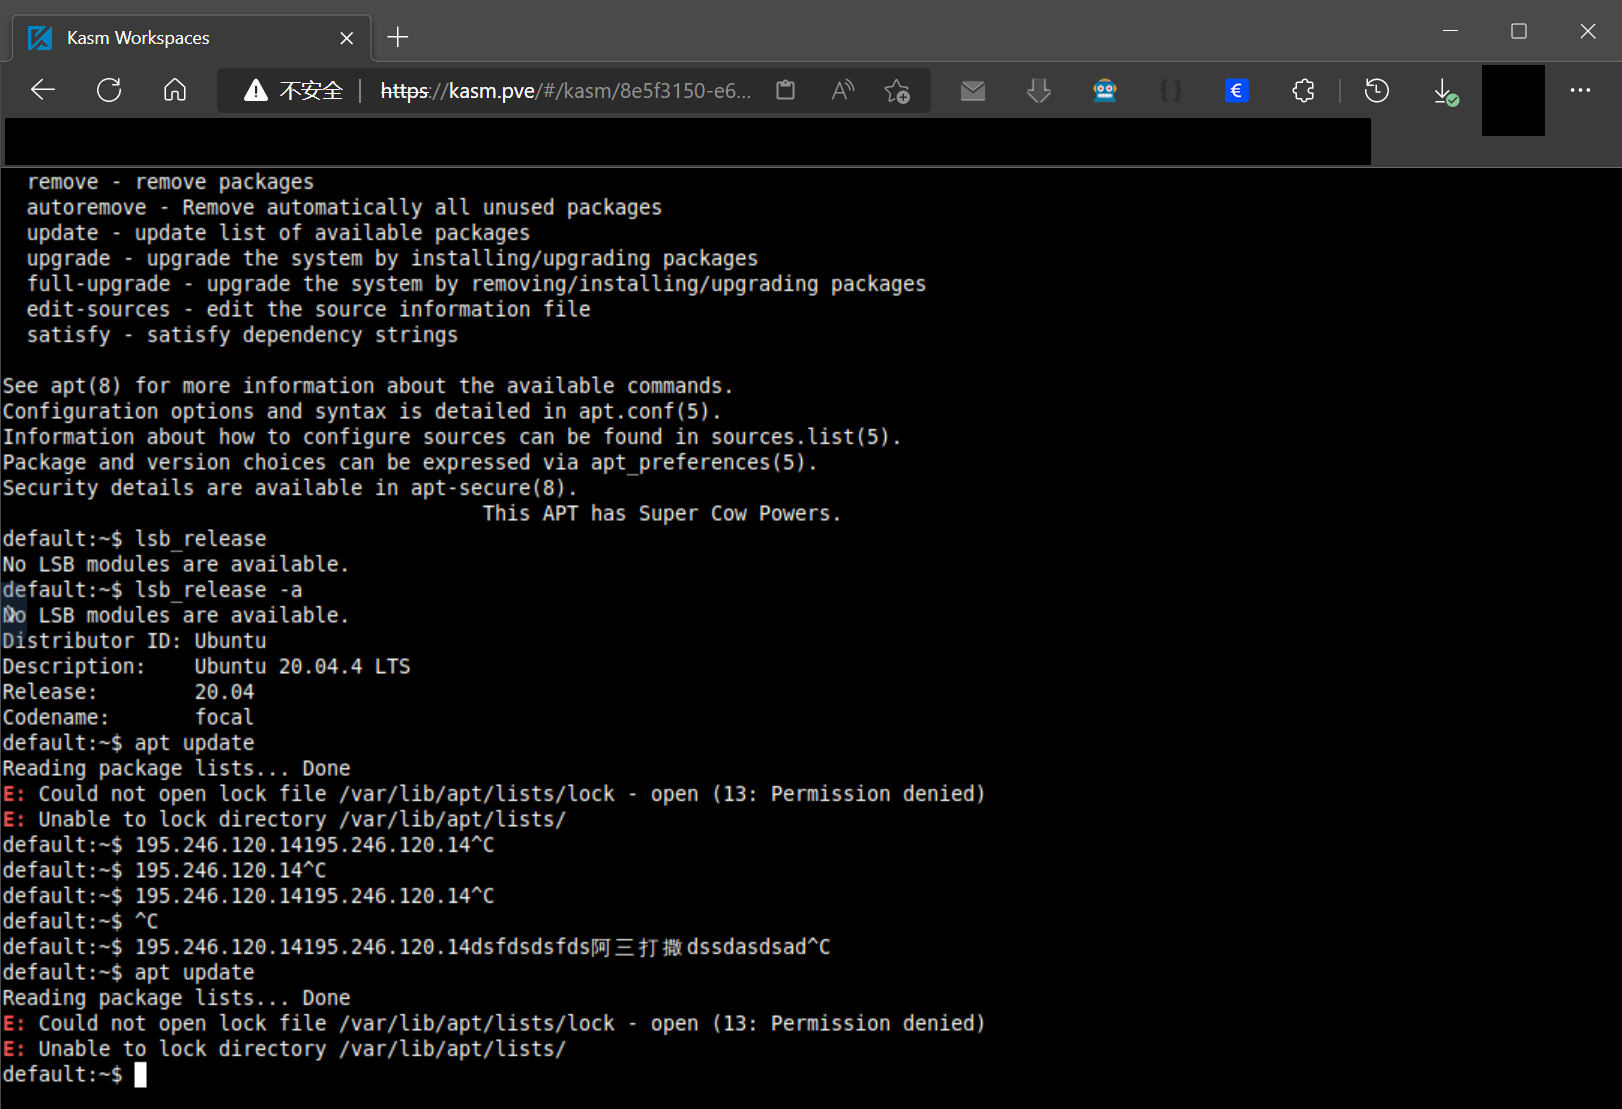 Kasm Workspaces
不安全 https://kasm.pve/#/kasm/8e5f3150-e6...
remove - remove packages
autoremove - Remove automatically all unused packages
update - update list of available packages
upgrade - upgrade the system by installing/upgrading packages
full-upgrade - upgrade the system by removing/installing/upgrading packages
edit-sources - edit the source information file
satisfy - satisfy dependency strings
See apt(8) for more information about the available commands.
Configuration options and syntax is detailed in apt.conf(5).
Information about how to configure sources can be found in sources.list(5).
Package and version choices can be expressed via apt_preferences(5).
Security details are available in apt-secure(8).
This APT has Super Cow Powers.
default:~$ lsb_release
No LSB modules are available.
default:~$ lsb_release -a
No LSB modules are available.
Distributor ID: Ubuntu
Description: Ubuntu 20.04.4 LTS
Release: 20.04
Codename: focal
default:~$ apt update
Reading package lists... Done
E: Could not open lock file /var/lib/apt/lists/lock - open (13: Permission denied)
E: Unable to lock directory /var/lib/apt/lists/
default:~$ 195.246.120.14195.246.120.14^C
default:~$ 195.246.120.14^C
default:~$ 195.246.120.14195.246.120.14^C
default:~$ ^C
default:~$ 195.246.120.14195.246.120.14dsfdsdsfds阿三打撒dssdasdsad^C
default:~$ apt update
Reading package lists... Done
E: Could not open lock file /var/lib/apt/lists/lock - open (13: Permission denied)
E: Unable to lock directory /var/lib/apt/lists/
default:~$